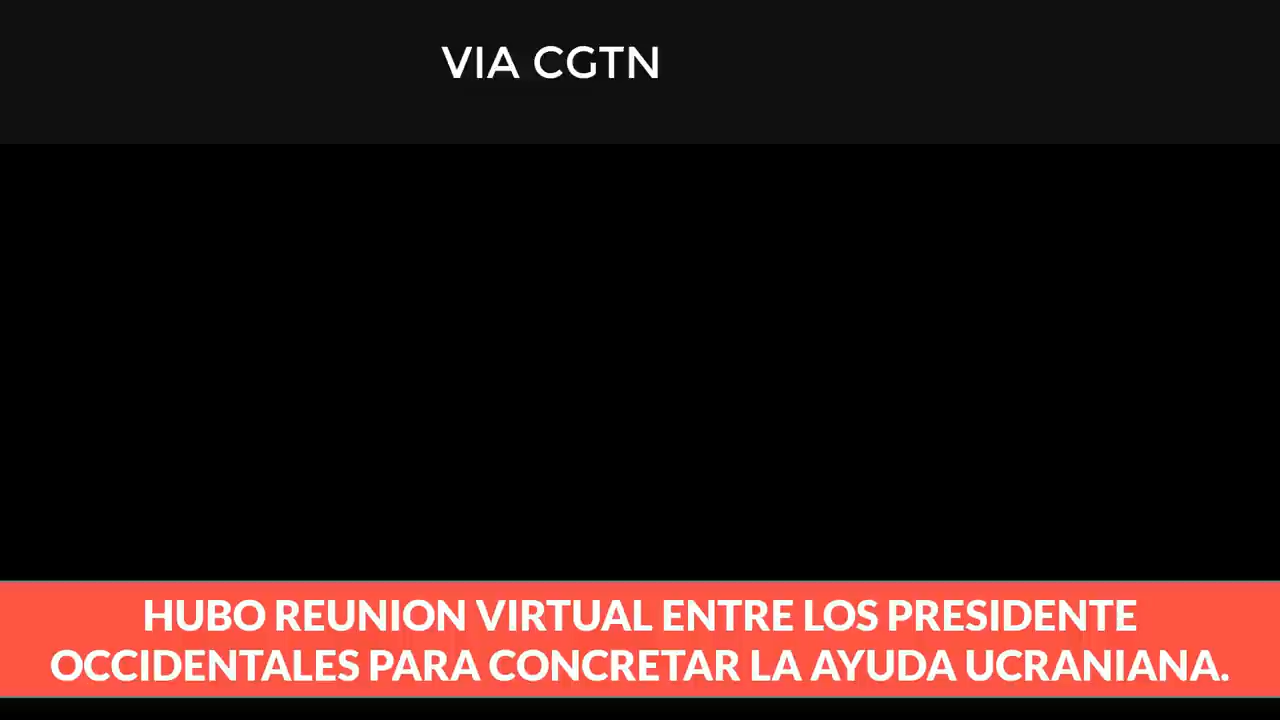 VIA CGTN
HUBO REUNION VIRTUAL ENTRE LOS PRESIDENTE
OCCIDENTALES PARA CONCRETAR LA AYUDA UCRANIANA.